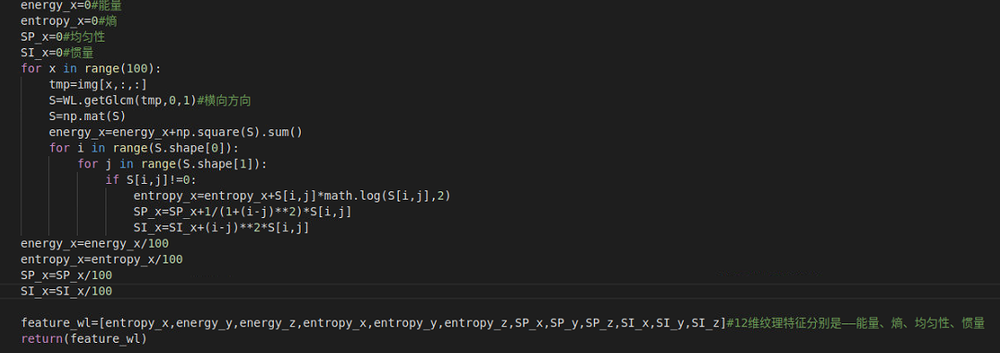 energy_x=0#能量
entropy_x=0#熵
SP_x=0#均匀性
SI_x=0#惯量
for x in range(100):
    tmp=img[x,:,:]
    S=WL.getGlcm(tmp,0,1)#横向方向
    S=np.mat(S)
    energy_x=energy_x+np.square(S).sum()
    for i in range(S.shape[0]):
        for j in range(S.shape[1]):
            if S[i,j]!=0:
                entropy_x=entropy_x+S[i,j]*math.log(S[i,j],2)
                SP_x=SP_x+1/(1+(i-j)**2)*S[i,j]
                SI_x=SI_x+(i-j)**2*S[i,j]
energy_x=energy_x/100
entropy_x=entropy_x/100
SP_x=SP_x/100
SI_x=SI_x/100
feature_wl=[entropy_x,energy_y,energy_z,entropy_x,entropy_y,entropy_z,SP_x,SP_y,SP_z,SI_x,SI_y,SI_z]#12维纹理特征分别是——能量、熵、均匀性、惯量
return(feature_wl)